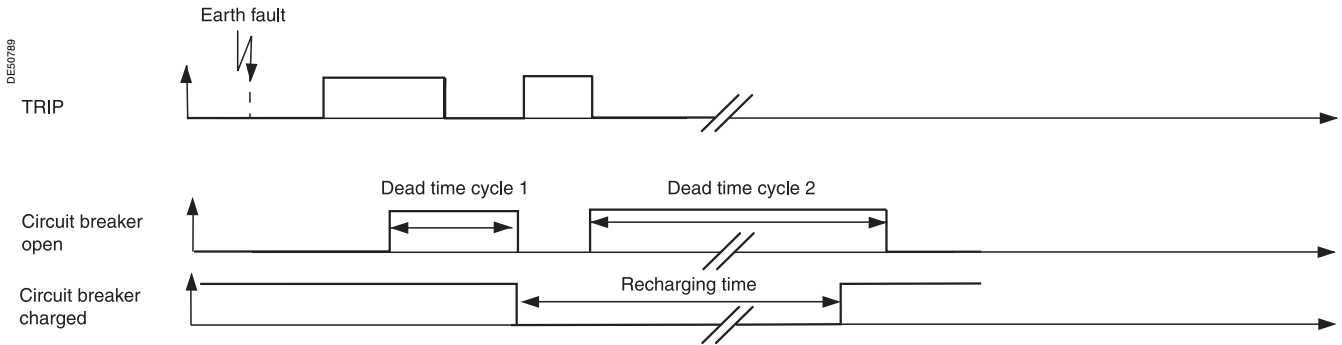 Earth fault
DE50789
TRIP
Dead time cycle 1
Dead time cycle 2
Circuit breaker
open
Recharging time
Circuit breaker
charged